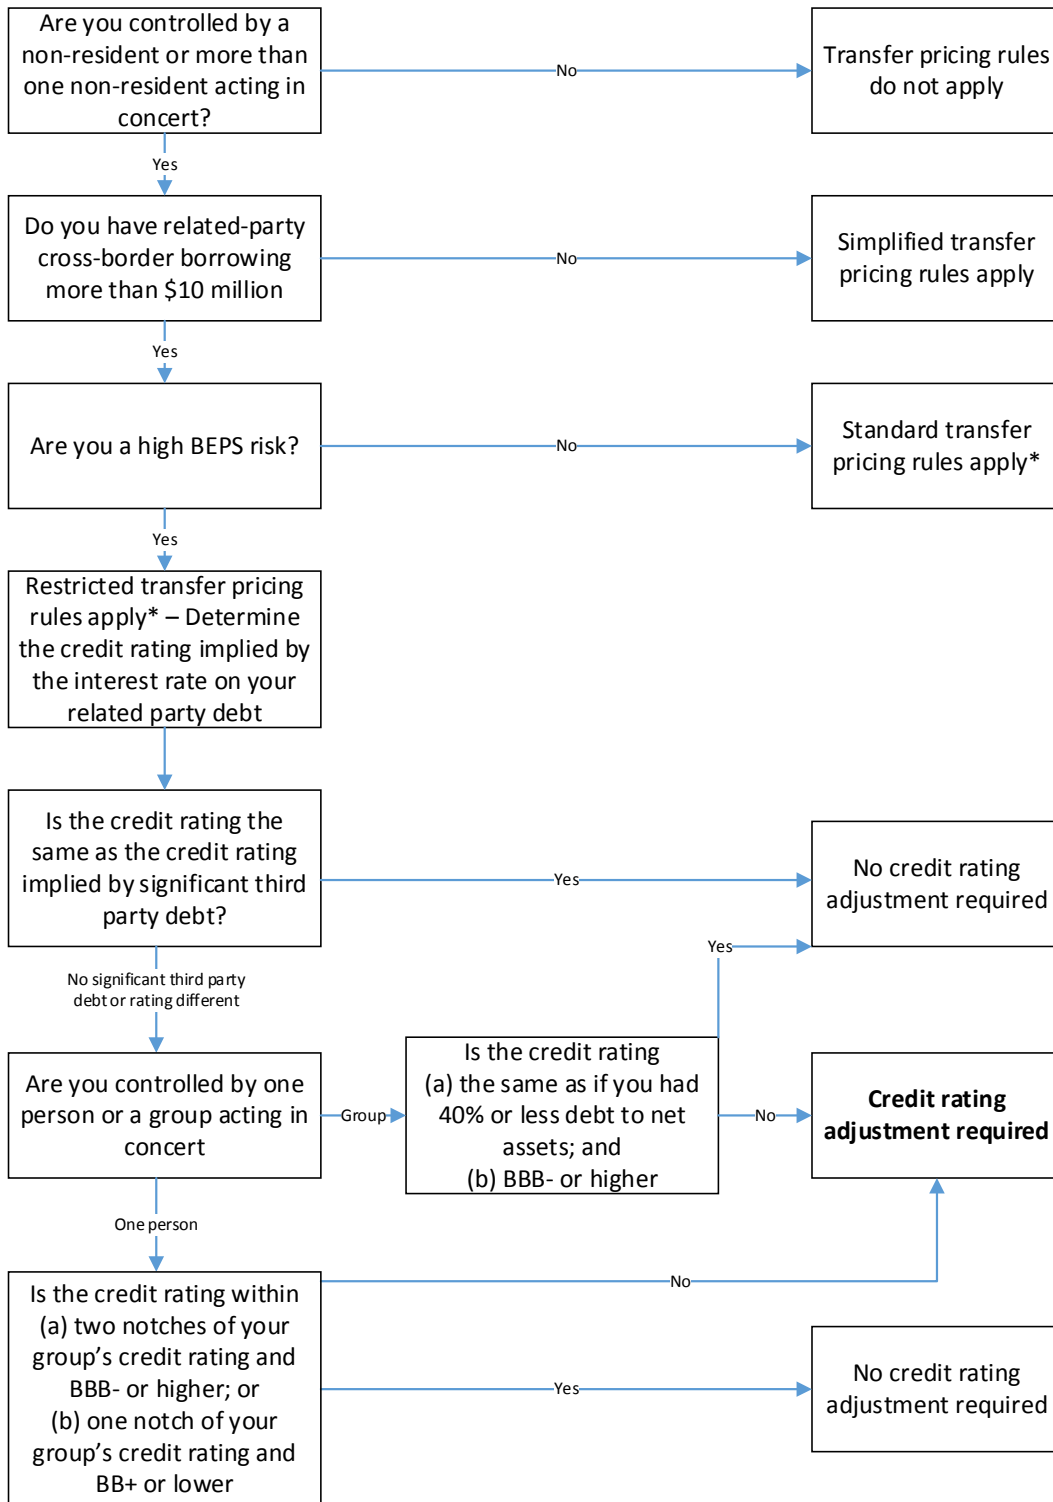 Are you controlled by a
non-resident or more than
one non-resident acting in
concert?
No
Transfer pricing rules
do not apply
Yes
Do you have related-party
cross-border borrowing
more than $10 million
No
Simplified transfer
pricing rules apply
Yes
Are you a high BEPS risk?
No
Standard transfer
pricing rules apply*
Yes
Restricted transfer pricing
rules apply* – Determine
the credit rating implied by
the interest rate on your
related party debt
Is the credit rating the
same as the credit rating
implied by significant third
party debt?
Yes
No credit rating
adjustment required
No significant third party
debt or rating different
Are you controlled by one
person or a group acting in
concert
Group
Is the credit rating
(a) the same as if you had
40% or less debt to net
assets; and
(b) BBB- or higher
Yes
No
Credit rating
adjustment required
One person
Is the credit rating within
(a) two notches of your
group’s credit rating and
BBB- or higher; or
(b) one notch of your
group’s credit rating and
BB+ or lower
No
Yes
No credit rating
adjustment required